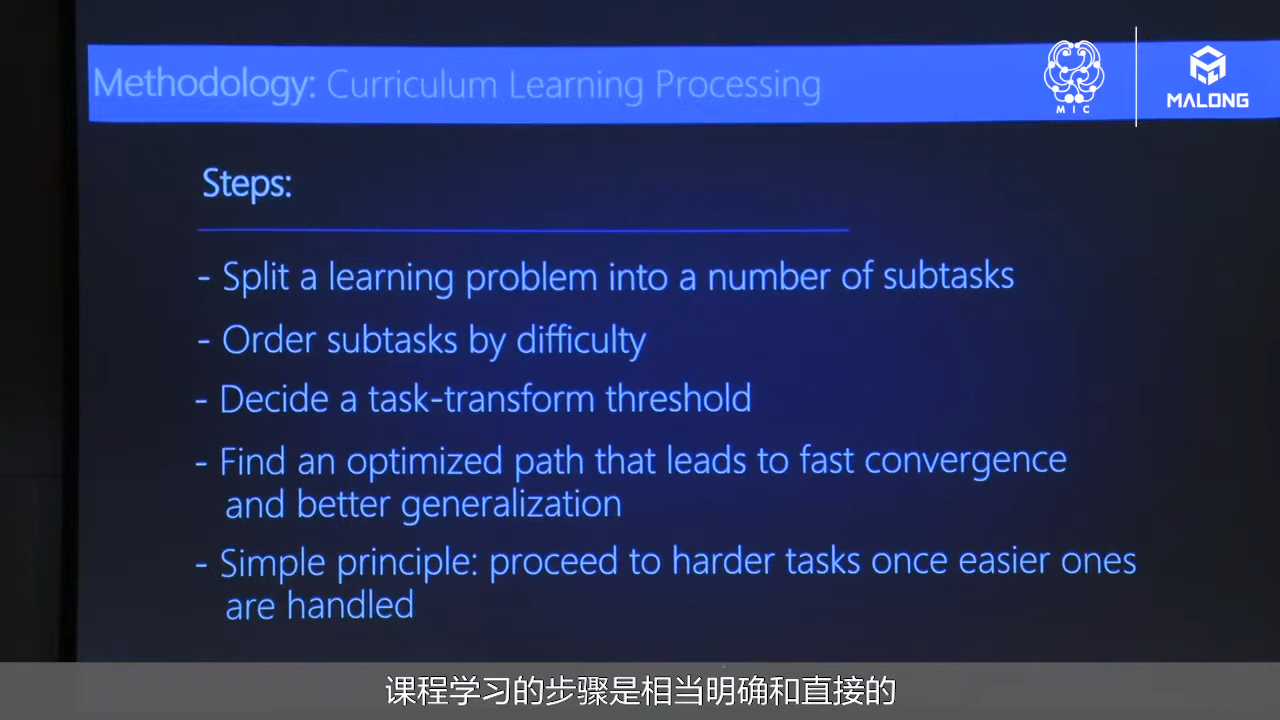 Methodology: Curriculum Learning Processing
MIC
MALONG
Steps:
- Split a learning problem into a number of subtasks
- Order subtasks by difficulty
- Decide a task-transform threshold
- Find an optimized path that leads to fast convergence
and better generalization
- Simple principle: proceed to harder tasks once easier ones
are handled
课程学习的步骤是相当明确和直接的